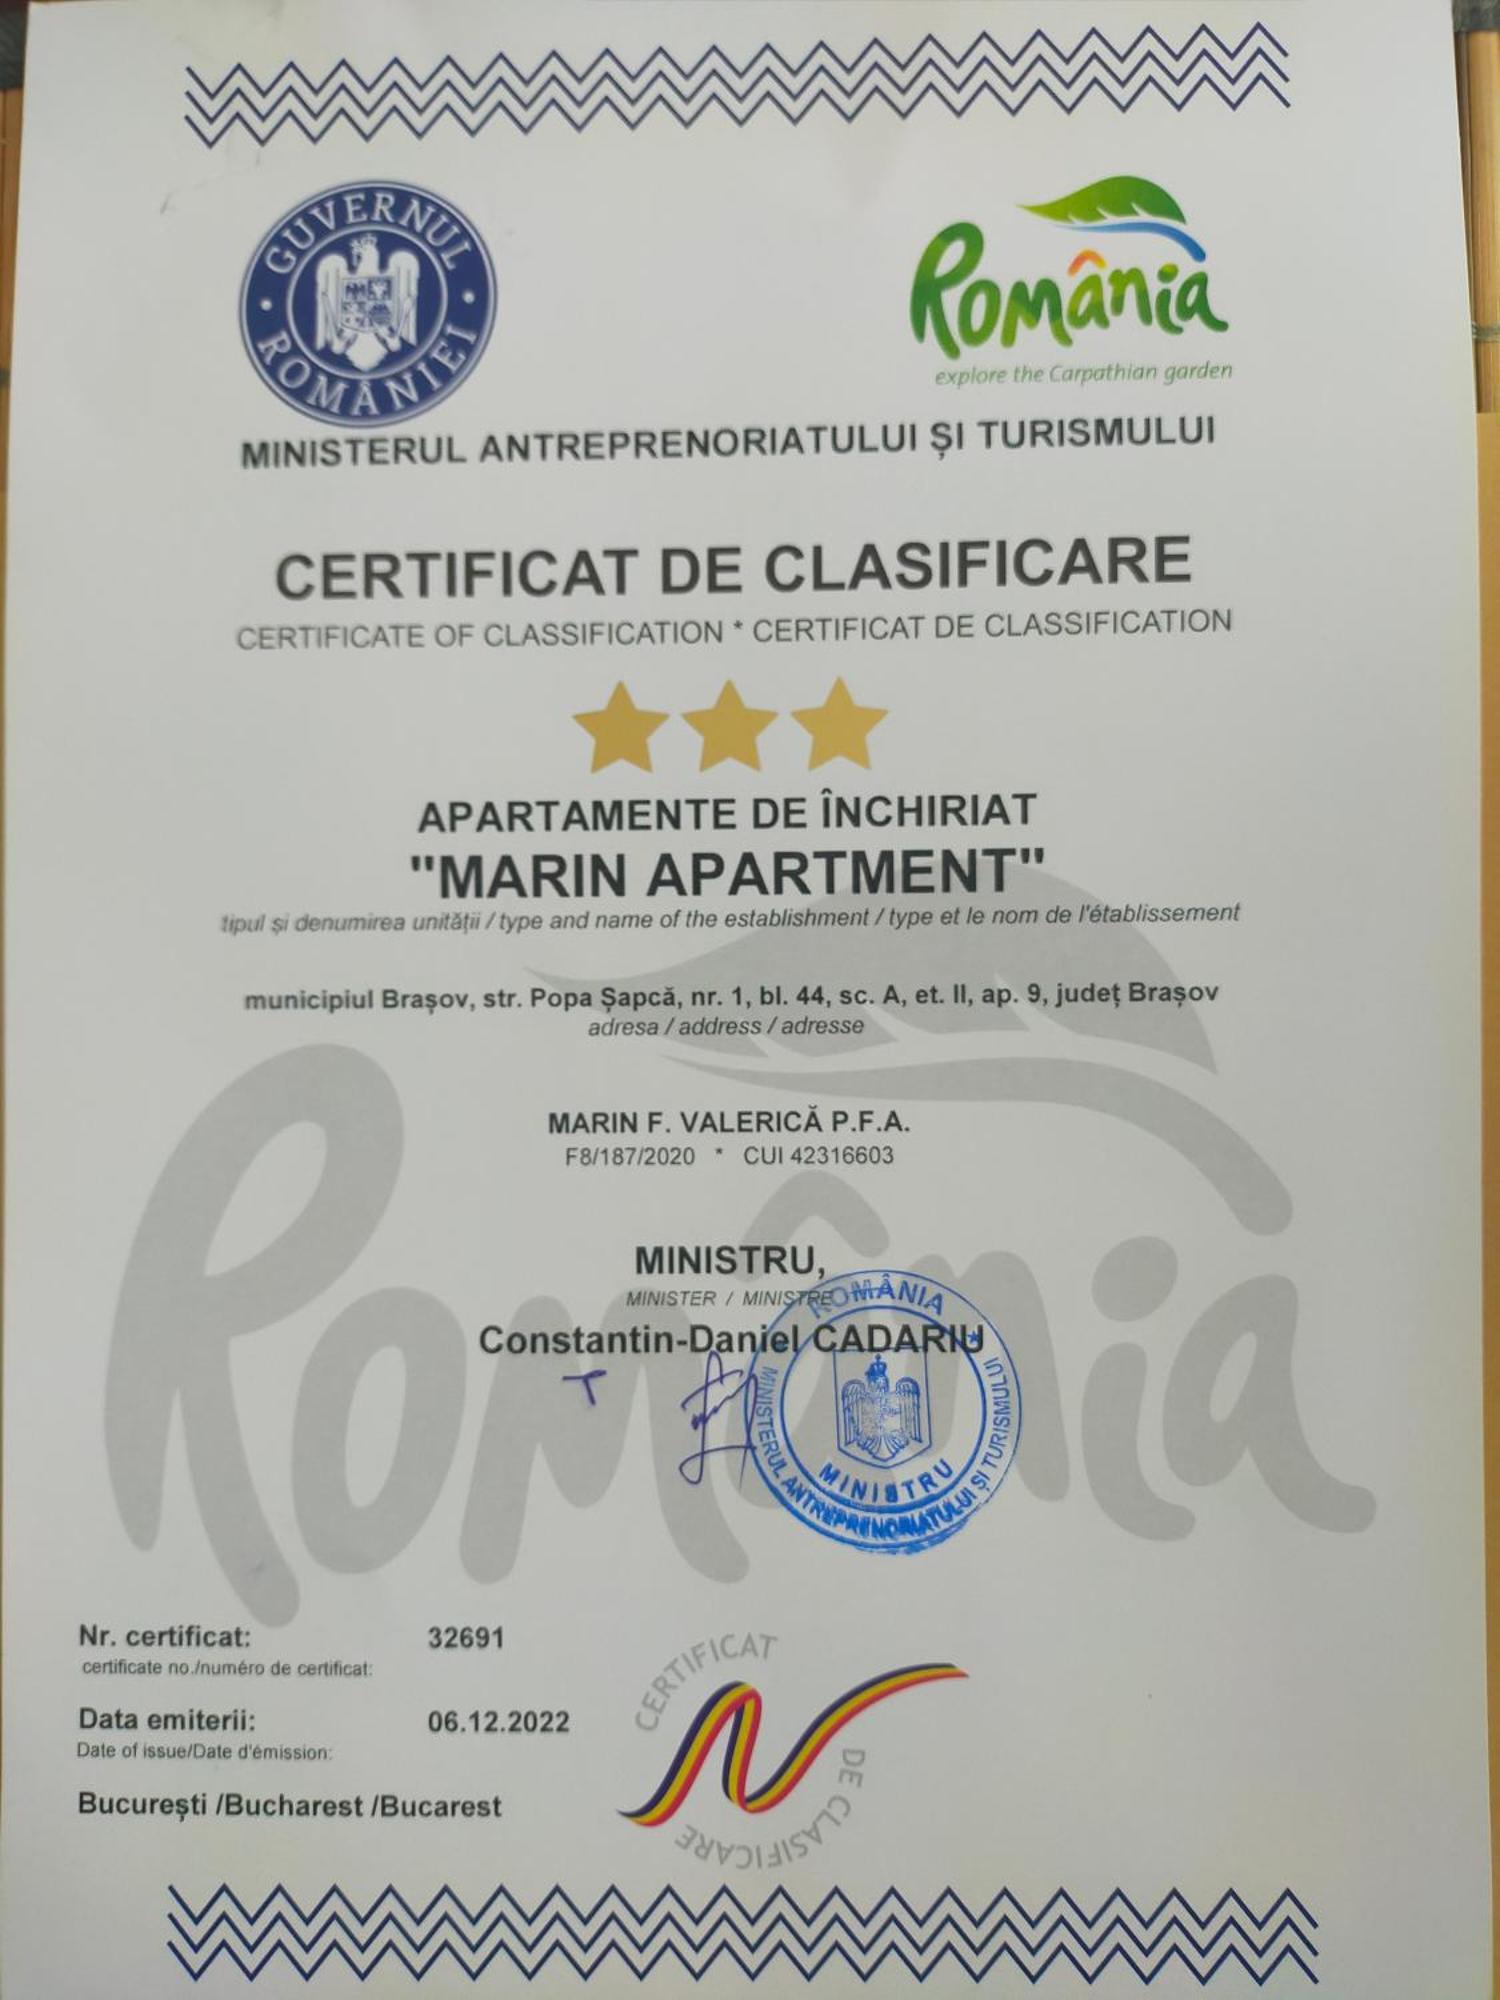 GUVERNUL ROMÂNIEI
România
explore the Carpathian garden
MINISTERUL ANTREPRENORIATULUI ȘI TURISMULUI
CERTIFICAT DE CLASIFICARE
CERTIFICATE OF CLASSIFICATION * CERTIFICAT DE CLASSIFICATION
APARTAMENTE DE ÎNCHIRIAT
"MARIN APARTMENT"
tipul și denumirea unității / type and name of the establishment / type et le nom de l'établissement
municipiul Brașov, str. Popa Șapcă, nr. 1, bl. 44, sc. A, et. II, ap. 9, județ Brașov
adresa / address / adresse
MARIN F. VALERICĂ P.F.A.
F8/187/2020 * CUI 42316603
MINISTRU,
MINISTER / MINISTRE
Constantin-Daniel CADARIU
ROMÂNIA
MINISTERUL ANTREPRENORIATULUI ȘI TURISMULUI
MINISTRU
România
Nr. certificat: 32691
certificate no./numéro de certificat:
Data emiterii: 06.12.2022
Date of issue/Date d'émission:
București /Bucharest /Bucarest
CERTIFICAT DE CLASIFICARE